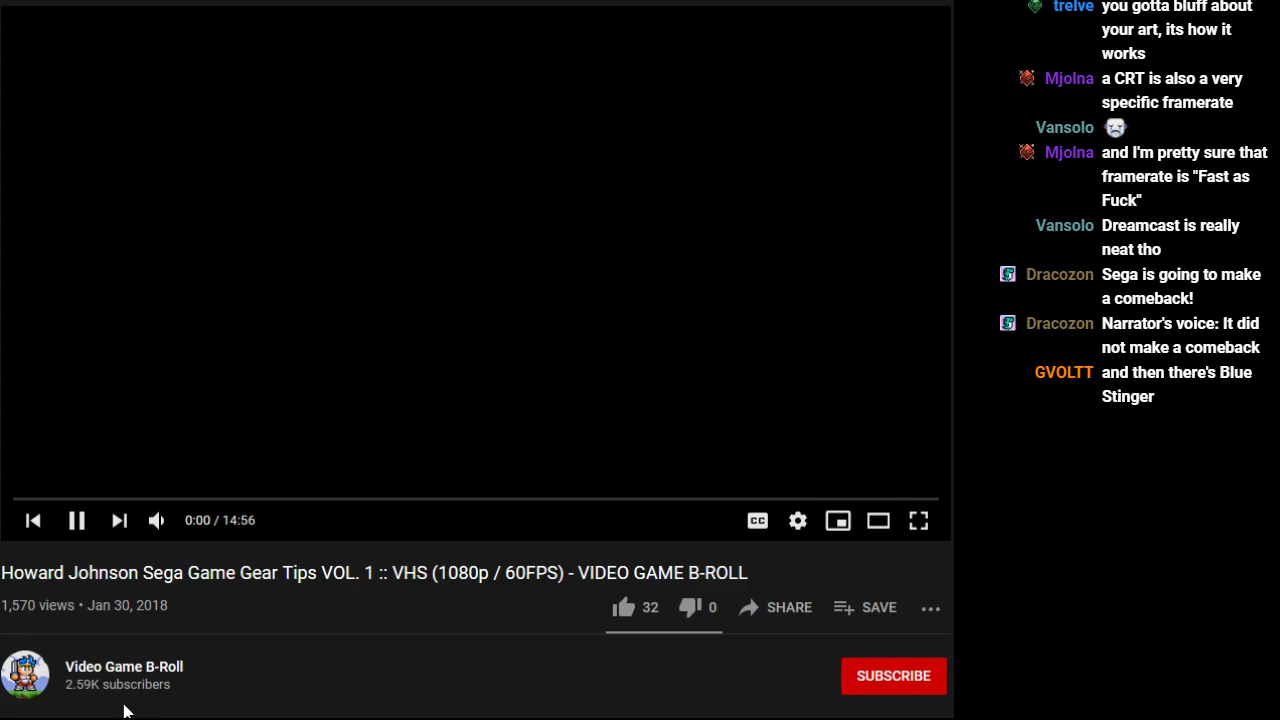 trelve you gotta bluff about
your art, its how it
works
Mjolna a CRT is also a very
specific framerate
Vansolo
Mjolna and I'm pretty sure that
framerate is "Fast as
Fuck"
Vansolo Dreamcast is really
neat tho
Dracozon Sega is going to make
a comeback!
Dracozon Narrator's voice: It did
not make a comeback
GVOLTT and then there's Blue
Stinger
0:00 / 14:56
CC
Howard Johnson Sega Game Gear Tips VOL. 1 :: VHS (1080p / 60FPS) - VIDEO GAME B-ROLL
1,570 views • Jan 30, 2018
32 0 SHARE SAVE
Video Game B-Roll
2.59K subscribers
SUBSCRIBE